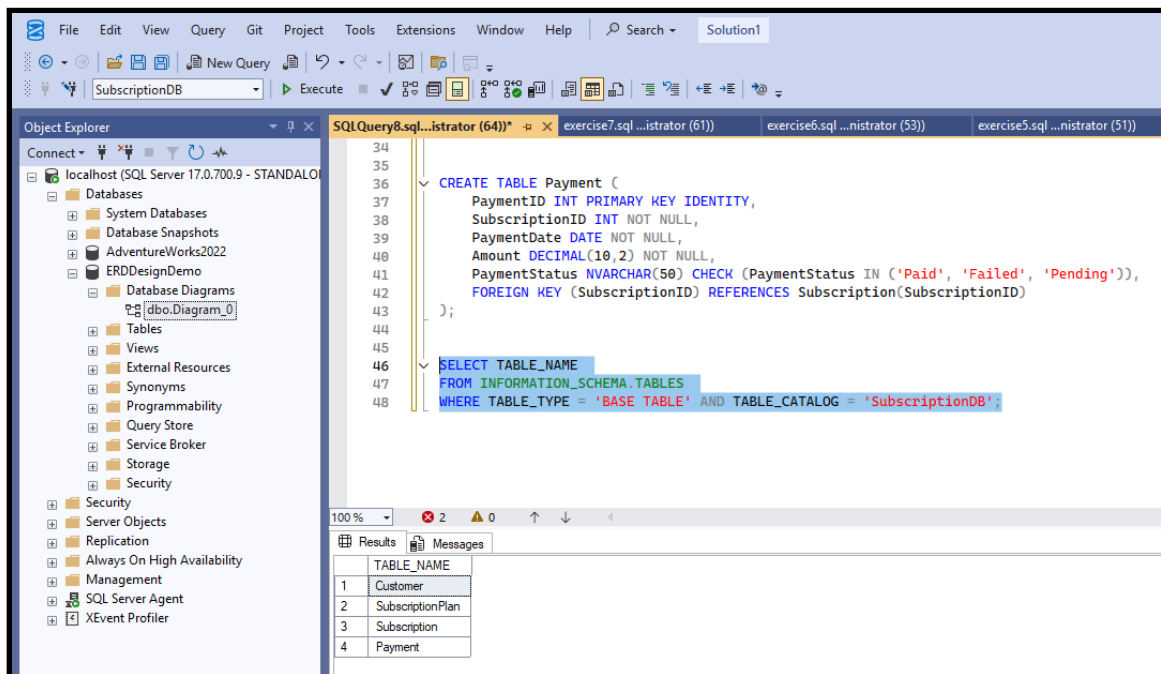 File Edit View Query Git Project Tools Extensions Window Help Search Solution1
New Query
SubscriptionDB Execute
Object Explorer
Connect
localhost (SQL Server 17.0.700.9 - STANDALO
Databases
System Databases
Database Snapshots
AdventureWorks2022
ERDDesignDemo
Database Diagrams
dbo.Diagram_0
Tables
Views
External Resources
Synonyms
Programmability
Query Store
Service Broker
Storage
Security
Security
Server Objects
Replication
Always On High Availability
Management
SQL Server Agent
XEvent Profiler
SQLQuery8.sql...istrator (64))* exercise7.sql ...istrator (61)) exercise6.sql ...nistrator (53)) exercise5.sql ...nistrator (51))
34
35
36 CREATE TABLE Payment (
37 PaymentID INT PRIMARY KEY IDENTITY,
38 SubscriptionID INT NOT NULL,
39 PaymentDate DATE NOT NULL,
40 Amount DECIMAL(10,2) NOT NULL,
41 PaymentStatus NVARCHAR(50) CHECK (PaymentStatus IN ('Paid', 'Failed', 'Pending')),
42 FOREIGN KEY (SubscriptionID) REFERENCES Subscription(SubscriptionID)
43 );
44
45
46 SELECT TABLE_NAME
47 FROM INFORMATION_SCHEMA.TABLES
48 WHERE TABLE_TYPE = 'BASE TABLE' AND TABLE_CATALOG = 'SubscriptionDB';
100 % 2 0
Results Messages
TABLE_NAME
1 Customer
2 SubscriptionPlan
3 Subscription
4 Payment